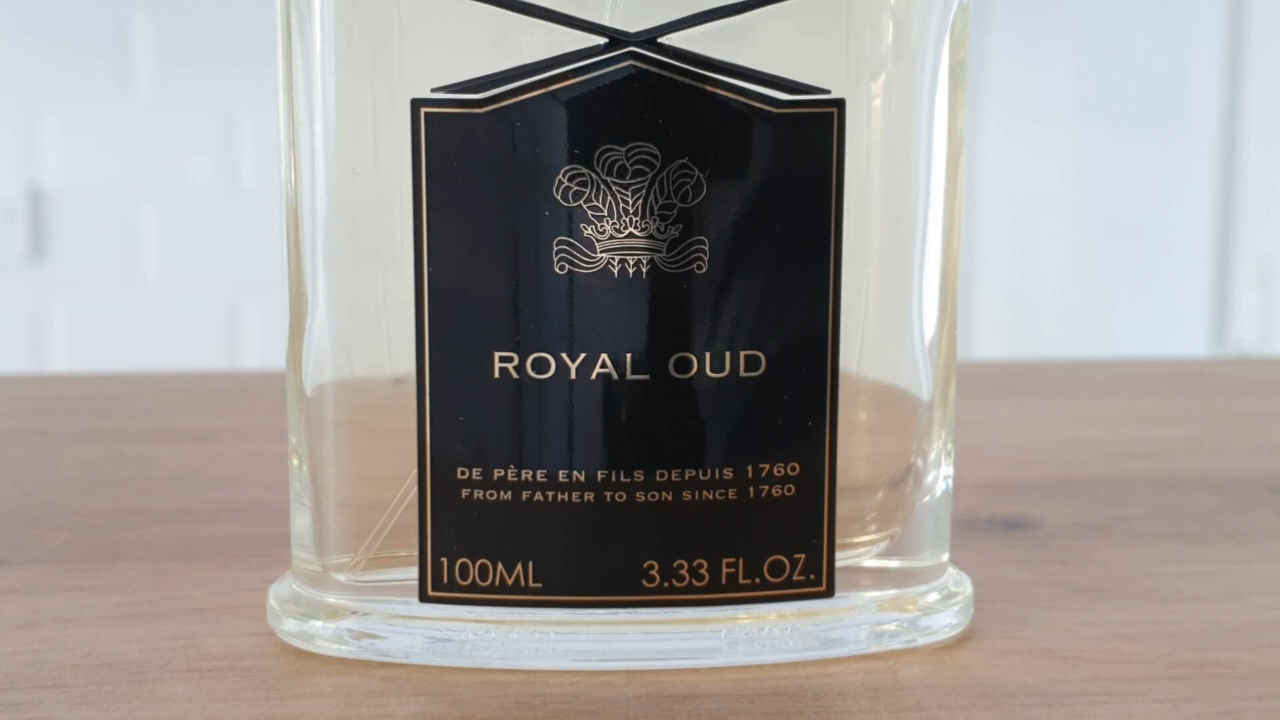 ROYAL OUD
DE PÈRE EN FILS DEPUIS 1760
FROM FATHER TO SON SINCE 1760
100ML 3.33 FL.OZ.